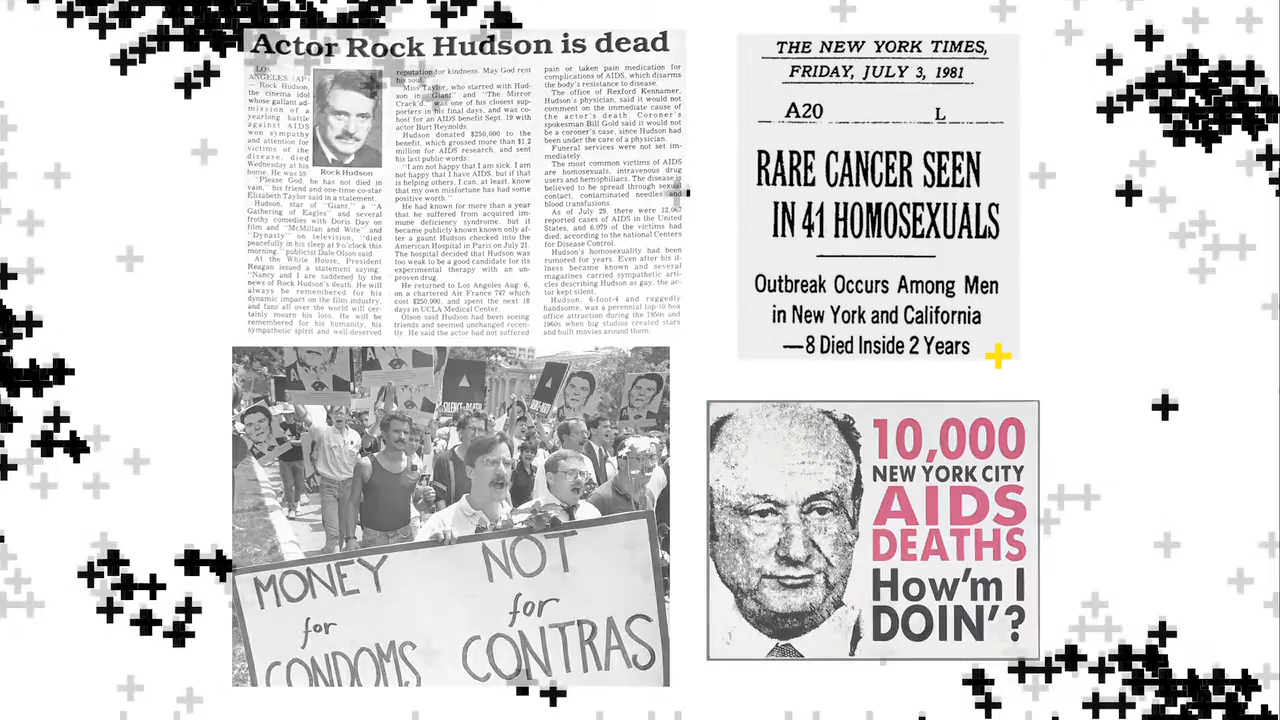 Actor Rock Hudson is dead
LOS
ANGELES (AP)
— Rock Hudson,
the cinema idol
whose gallant ad-
mission of a
yearlong battle
against AIDS
won sympathy
and attention for
victims of the
disease, died
Wednesday at his
home. He was 59.
"Please God, he has not died in
vain," his friend and one-time co-star
Elizabeth Taylor said in a statement.
Hudson, star of "Giant," a "A
Gathering of Eagles" and several
frothy comedies with Doris Day on
film and "McMillan and Wife" and
"Dynasty" on television, "died
peacefully in his sleep at 9 o'clock this
morning," publicist Dale Olson said.
At the White House, President
Reagan issued a statement saying,
"Nancy and I are saddened by the
news of Rock Hudson's death. He will
always be remembered for his
dynamic impact on the film industry,
and fans all over the world will cer-
tainly mourn his loss. He will be
remembered for his humanity, his
sympathetic spirit and well-deserved
Rock Hudson
reputation for kindness. May God rest
his soul."
Miss Taylor, who starred with Hud-
son in "Giant" and "The Mirror
Crack'd," was one of his closest sup-
porters in his final days, and was co-
host for an AIDS benefit Sept. 19 with
actor Burt Reynolds.
Hudson donated $250,000 to the
benefit, which grossed more than $1.2
million for AIDS research, and sent
his last public words:
"I am not happy that I am sick. I am
not happy that I have AIDS, but if that
is helping others, I can, at least, know
that my own misfortune has had some
positive worth."
He had known for more than a year
that he suffered from acquired im-
mune deficiency syndrome, but it
became publicly known only af-
ter a gaunt Hudson checked into the
American Hospital in Paris on July 21.
The hospital decided that Hudson was
too weak to be a good candidate for its
experimental therapy with an un-
proven drug.
He returned to Los Angeles Aug. 6,
on a chartered Air France 747 which
cost $250,000, and spent the next 18
days in UCLA Medical Center.
Olson said Hudson had been seeing
friends and seemed unchanged recen-
tly. He said the actor had not suffered
pain or taken pain medication for
complications of AIDS, which disarms
the body's resistance to disease.
The office of Rexford Kennamer,
Hudson's physician, said it would not
comment on the immediate cause of
the actor's death. Coroner's
spokesman Bill Gold said it would not
be a coroner's case, since Hudson had
been under the care of a physician.
Funeral services were not set im-
mediately.
The most common victims of AIDS
are homosexuals, intravenous drug
users and hemophiliacs. The disease is
believed to be spread through sexual
contact, contaminated needles and
blood transfusions.
As of July 29, there were 12,067
reported cases of AIDS in the United
States, and 6,079 of the victims had
died, according to the national Centers
for Disease Control.
Hudson's homosexuality had been
rumored for years. Even after his il-
lness became known and several
magazines carried sympathetic arti-
cles describing Hudson as gay, the ac-
tor kept silent.
Hudson, 6-foot-4 and ruggedly
handsome, was a perennial top-10 box
office attraction during the 1950s and
1960s when big studios created stars
and built movies around them.
THE NEW YORK TIMES,
FRIDAY, JULY 3, 1981
A20 L
RARE CANCER SEEN
IN 41 HOMOSEXUALS
Outbreak Occurs Among Men
in New York and California
—8 Died Inside 2 Years
SILENCE=DEATH
MONEY
for
CONDOMS
NOT
for
CONTRAS
10,000
NEW YORK CITY
AIDS
DEATHS
How'm I
DOIN'?